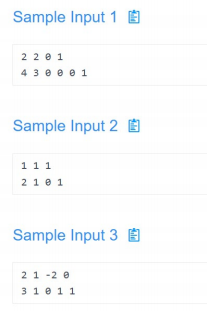 Sample Input 1
2 2 0 1
4 3 0 0 0 1
Sample Input 2
1 1 1
2 1 0 1
Sample Input 3
2 1 -2 0
3 1 0 1 1